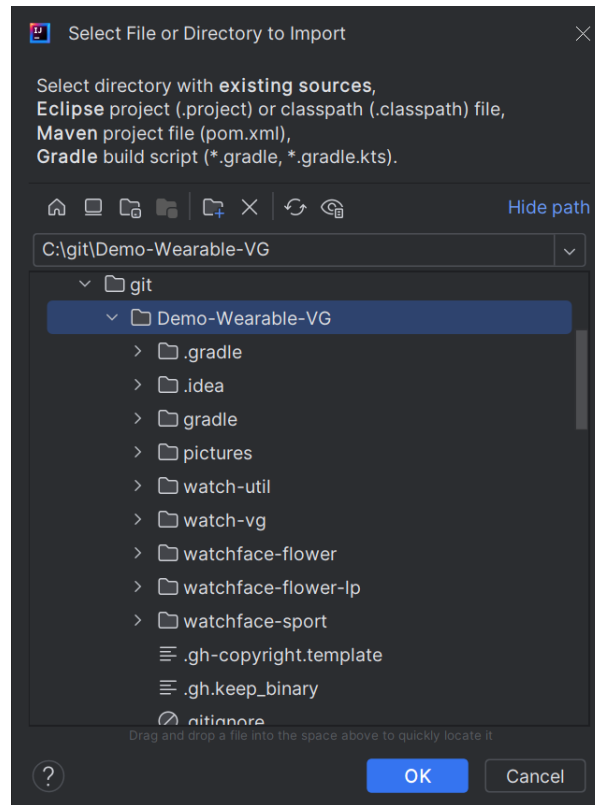 Select File or Directory to Import
Select directory with existing sources,
Eclipse project (.project) or classpath (.classpath) file,
Maven project file (pom.xml),
Gradle build script (*.gradle, *.gradle.kts).
Hide path
C:\git\Demo-Wearable-VG
git
Demo-Wearable-VG
.gradle
.idea
gradle
pictures
watch-util
watch-vg
watchface-flower
watchface-flower-lp
watchface-sport
.gh-copyright.template
.gh.keep_binary
.gitignore
Drag and drop a file into the space above to quickly locate it
?
OK
Cancel